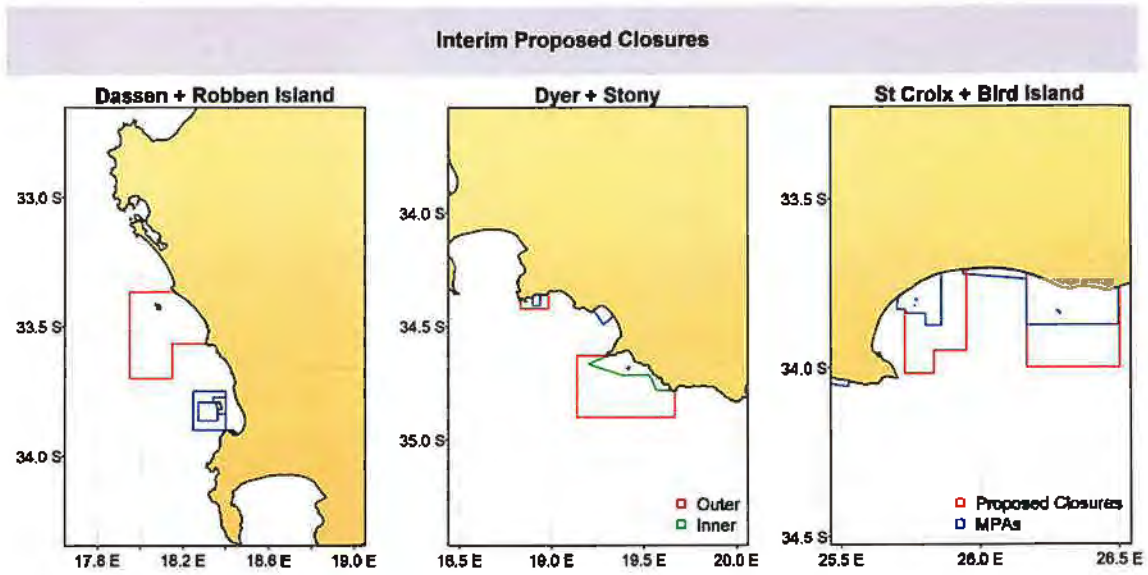 Interim Proposed Closures
Dassen + Robben Island
33.0 S
33.5 S
34.0 S
17.8 E 18.2 E 18.6 E 19.0 E
Dyer + Stony
34.0 S
34.5 S
35.0 S
Outer
Inner
18.5 E 19.0 E 19.5 E 20.0 E
St Croix + Bird Island
33.5 S
34.0 S
34.5 S
Proposed Closures
MPAs
25.5 E 26.0 E 26.5 E